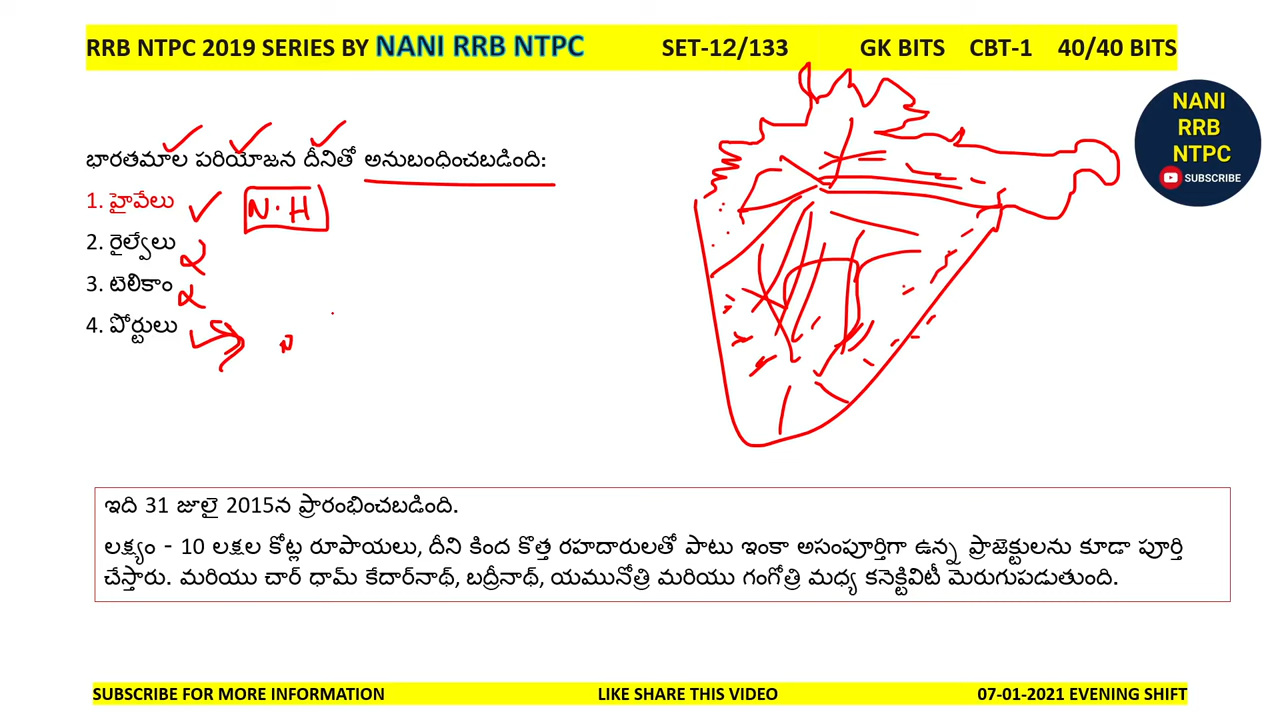 RRB NTPC 2019 SERIES BY NANI RRB NTPC SET-12/133 GK BITS CBT-1 40/40 BITS
NANI
RRB
NTPC
SUBSCRIBE
భారతమాల పరియోజన దీనితో అనుబంధించబడింది:
1. హైవేలు
N.H
2. రైల్వేలు
3. టెలికాం
4. పోర్టులు
ఇది 31 జూలై 2015న ప్రారంభించబడింది.
లక్ష్యం - 10 లక్షల కోట్ల రూపాయలు, దీని కింద కొత్త రహదారులతో పాటు ఇంకా అసంపూర్తిగా ఉన్న ప్రాజెక్టులను కూడా పూర్తి
చేస్తారు. మరియు చార్ ధామ్ కేదార్‌నాథ్, బద్రీనాథ్, యమునోత్రి మరియు గంగోత్రి మధ్య కనెక్టివిటీ మెరుగుపడుతుంది.
SUBSCRIBE FOR MORE INFORMATION LIKE SHARE THIS VIDEO 07-01-2021 EVENING SHIFT